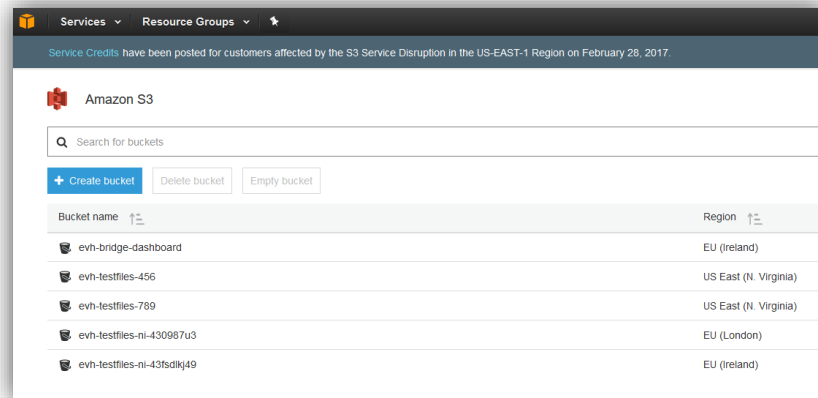 Services Resource Groups
Service Credits have been posted for customers affected by the S3 Service Disruption in the US-EAST-1 Region on February 28, 2017.
Amazon S3
Search for buckets
+ Create bucket Delete bucket Empty bucket
Bucket name Region
evh-bridge-dashboard EU (Ireland)
evh-testfiles-456 US East (N. Virginia)
evh-testfiles-789 US East (N. Virginia)
evh-testfiles-ni-430987u3 EU (London)
evh-testfiles-ni-43fsdlkj49 EU (Ireland)